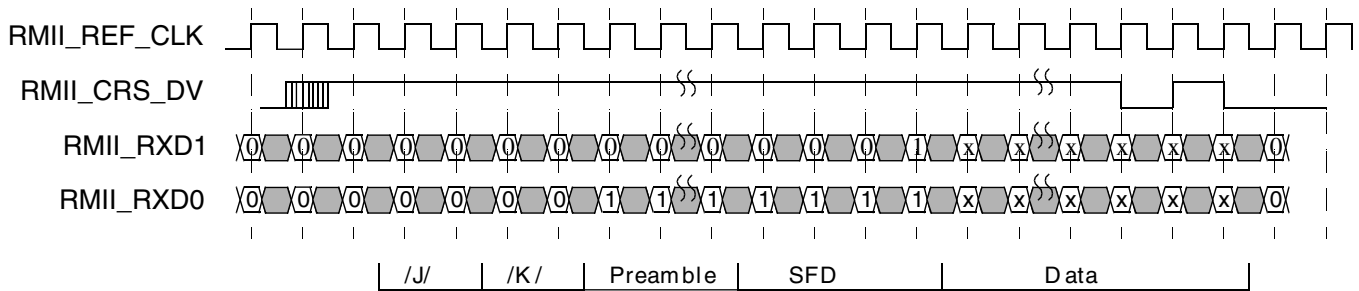 RMII_REF_CLK
RMII_CRS_DV
RMII_RXD1 0 0 0 0 0 0 0 0 0 0 0 0 0 1 x x x x x x 0
RMII_RXD0 0 0 0 0 0 0 0 1 1 1 1 1 1 1 x x x x x x 0
/J/ /K/ Preamble SFD Data